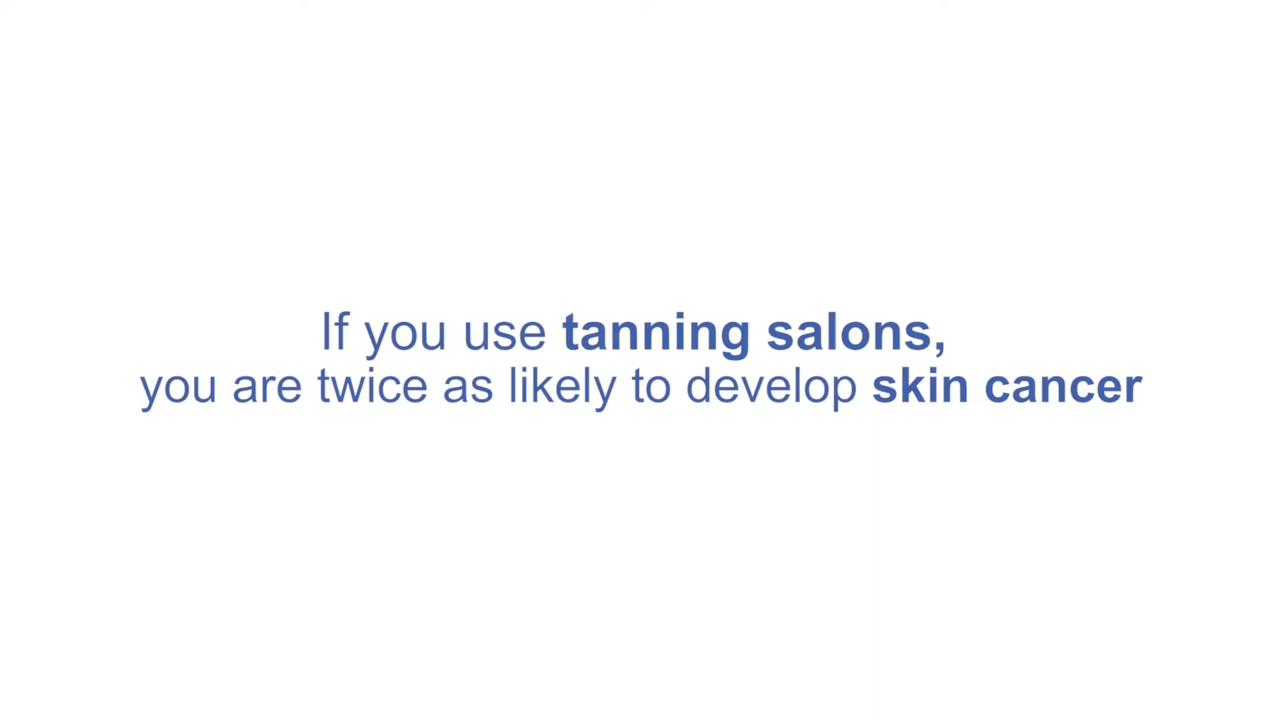 If you use tanning salons,
you are twice as likely to develop skin cancer